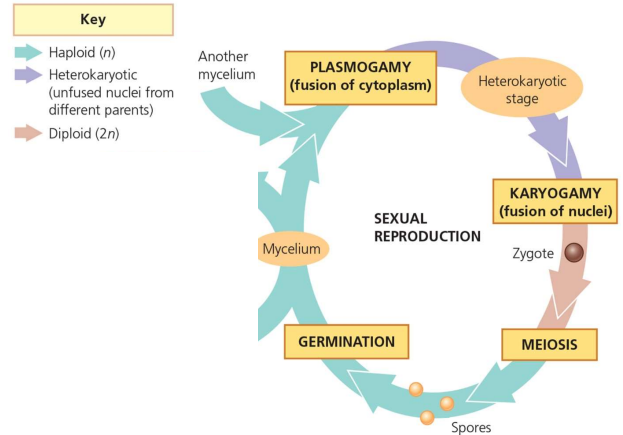 Key
Haploid (n)
Heterokaryotic
(unfused nuclei from
different parents)
Diploid (2n)
Another
mycelium
PLASMOGAMY
(fusion of cytoplasm)
Heterokaryotic
stage
KARYOGAMY
(fusion of nuclei)
SEXUAL
REPRODUCTION
Mycelium
Zygote
GERMINATION
MEIOSIS
Spores